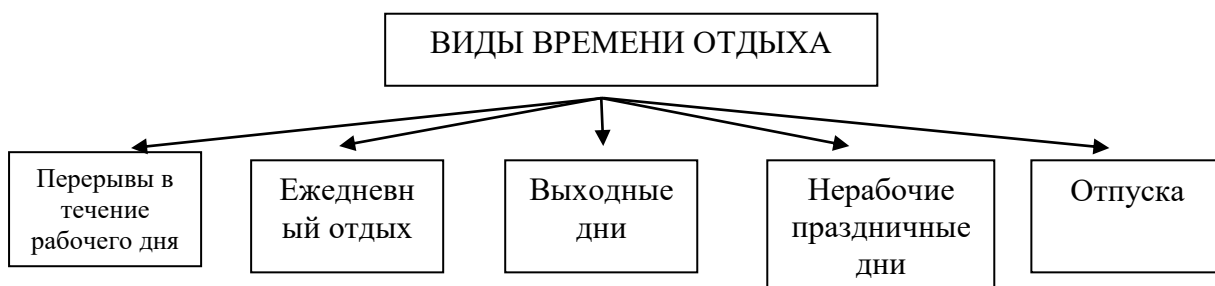 ВИДЫ ВРЕМЕНИ ОТДЫХА
Перерывы в
течение
рабочего дня
Ежедневн
ый отдых
Выходные
дни
Нерабочие
праздничные
дни
Отпуска